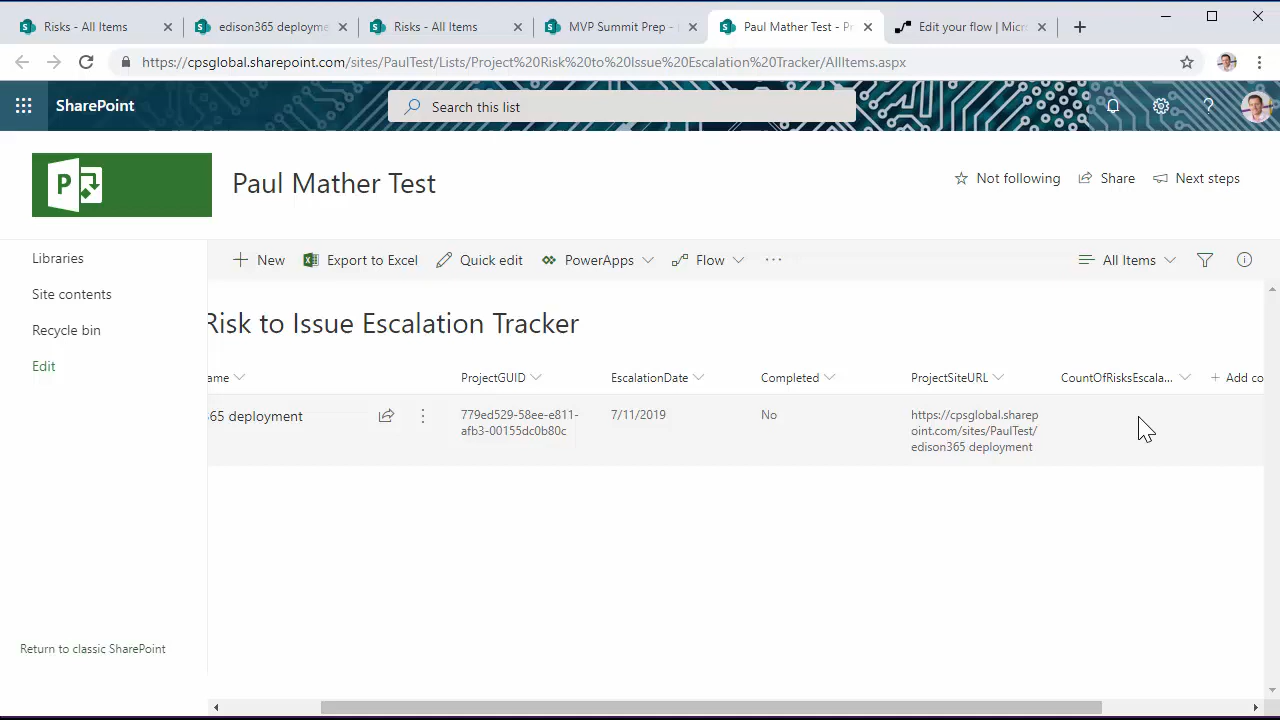 Risks - All Items
edison365 deployme
Risks - All Items
MVP Summit Prep -
Paul Mather Test - P
Edit your flow | Micr
https://cpsglobal.sharepoint.com/sites/PaulTest/Lists/Project%20Risk%20to%20Issue%20Escalation%20Tracker/AllItems.aspx
SharePoint
Search this list
P
Paul Mather Test
Not following
Share
Next steps
Libraries
Site contents
Recycle bin
Edit
Return to classic SharePoint
New
Export to Excel
Quick edit
PowerApps
Flow
All Items
Risk to Issue Escalation Tracker
ame
ProjectGUID
EscalationDate
Completed
ProjectSiteURL
CountOfRisksEscala...
Add co
365 deployment
779ed529-58ee-e811-
afb3-00155dc0b80c
7/11/2019
No
https://cpsglobal.sharep
oint.com/sites/PaulTest/
edison365 deployment